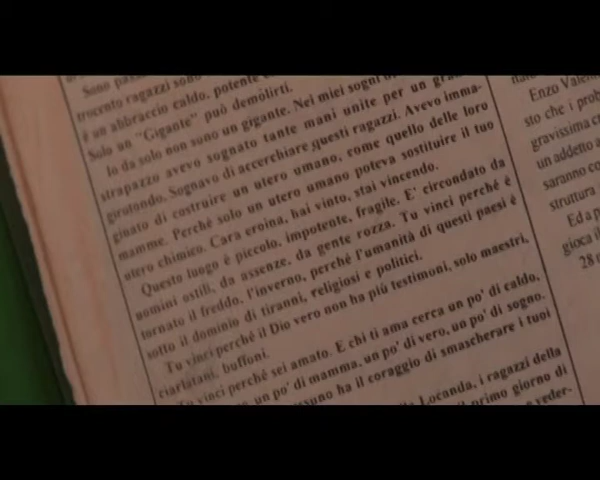 Sono
trocento ragazzi sono
è un abbraccio caldo, potente
Solo un "Gigante" può demolirti.
Io da solo non sono un gigante. Nei miei sogni
strapazzo avevo sognato tante mani unite per un
girotondo. Sognavo di accerchiare questi ragazzi. Avevo imma-
ginato di costruire un utero umano, come quello delle loro
mamme. Perchè solo un utero umano poteva sostituire il tuo
utero chimico. Cara eroina, hai vinto, stai vincendo.
Questo luogo è piccolo, impotente, fragile. E' circondato da
uomini ostili, da assenze, da gente rozza. Tu vinci perché è
tornato il freddo, l'inverno, perché l'umanità di questi paesi è
sotto il dominio di tiranni, religiosi e politici.
Tu vinci perché il Dio vero non ha più testimoni, solo maestri,
ciarlatani, buffoni.
Tu vinci perché sei amato. E chi ti ama cerca un po' di caldo,
un po' di mamma, un po' di vero, un po' di sogno.
ha il coraggio di smascherare i tuoi
Locanda, i ragazzi della
primo giorno di
veder-
Enzo
sto che i
gravissima
un addetto a
saranno
struttura
Ed a
gioca il
28